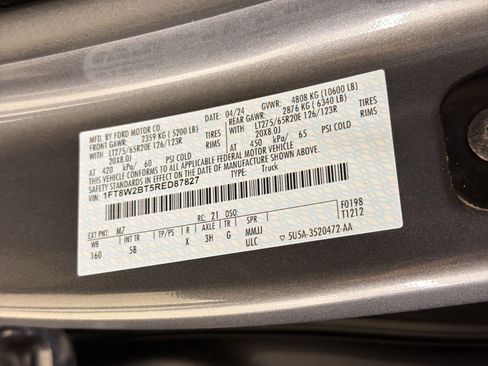 MFD. BY FORD MOTOR CO.
DATE: 04/24 GVWR: 4808 KG (10600 LB)
FRONT GAWR: 2359 KG ( 5200 LB)
REAR GAWR: 2876 KG ( 6340 LB)
LT275/65R20E 126/123R TIRES LT275/65R20E 126/123R TIRES
20X8.0J RIMS 20X8.0J RIMS
AT 420 kPa/ 60 PSI COLD AT 450 kPa/ 65 PSI COLD
THIS VEHICLE CONFORMS TO ALL APPLICABLE FEDERAL MOTOR VEHICLE
SAFETY STANDARDS IN EFFECT ON THE DATE OF MANUFACTURE SHOWN ABOVE.
VIN: 1FT8W2BT5RED87827
TYPE: Truck
F0198
T1212
EXT PNT: M7 RC: 21 DSO:
WB INT TR TP/PS R AXLE TR SPR
160 5B X 3H G MMJJ
ULC ▽ 5U5A-3520472-AA